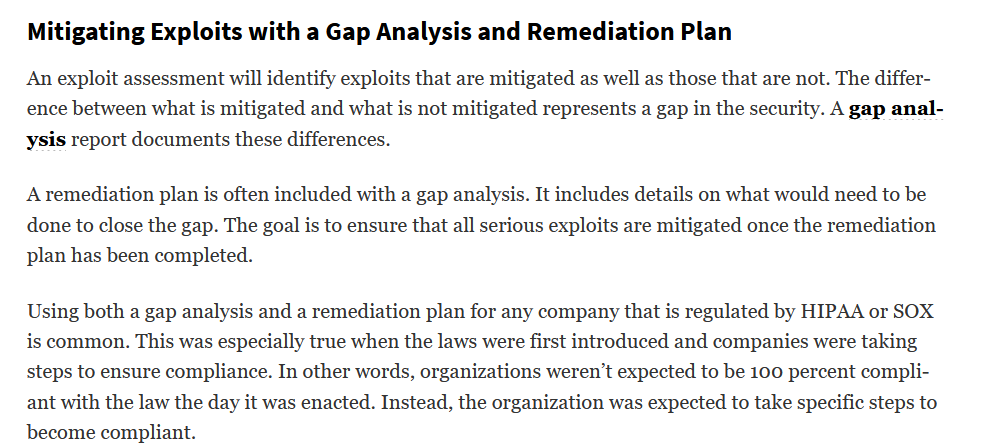 Mitigating Exploits with a Gap Analysis and Remediation Plan
An exploit assessment will identify exploits that are mitigated as well as those that are not. The differ-
ence between what is mitigated and what is not mitigated represents a gap in the security. A gap anal-
ysis report documents these differences.
A remediation plan is often included with a gap analysis. It includes details on what would need to be
done to close the gap. The goal is to ensure that all serious exploits are mitigated once the remediation
plan has been completed.
Using both a gap analysis and a remediation plan for any company that is regulated by HIPAA or SOX
is common. This was especially true when the laws were first introduced and companies were taking
steps to ensure compliance. In other words, organizations weren’t expected to be 100 percent compli-
ant with the law the day it was enacted. Instead, the organization was expected to take specific steps to
become compliant.